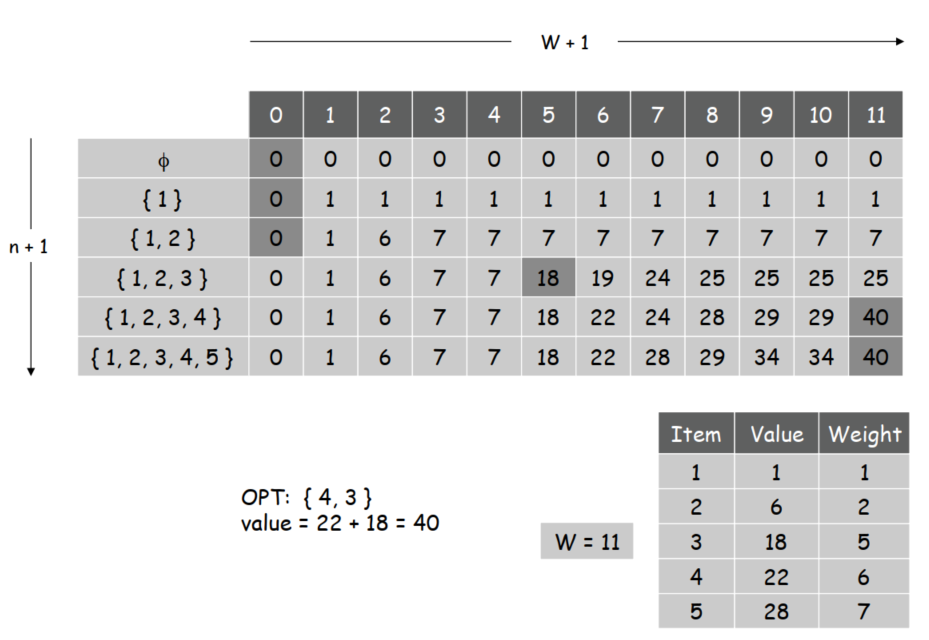 W + 1
0 1 2 3 4 5 6 7 8 9 10 11
ϕ 0 0 0 0 0 0 0 0 0 0 0 0
{ 1 } 0 1 1 1 1 1 1 1 1 1 1 1
{ 1, 2 } 0 1 6 7 7 7 7 7 7 7 7 7
n + 1
{ 1, 2, 3 } 0 1 6 7 7 18 19 24 25 25 25 25
{ 1, 2, 3, 4 } 0 1 6 7 7 18 22 24 28 29 29 40
{ 1, 2, 3, 4, 5 } 0 1 6 7 7 18 22 28 29 34 34 40
OPT: { 4, 3 }
value = 22 + 18 = 40
W = 11
Item Value Weight
1 1 1
2 6 2
3 18 5
4 22 6
5 28 7